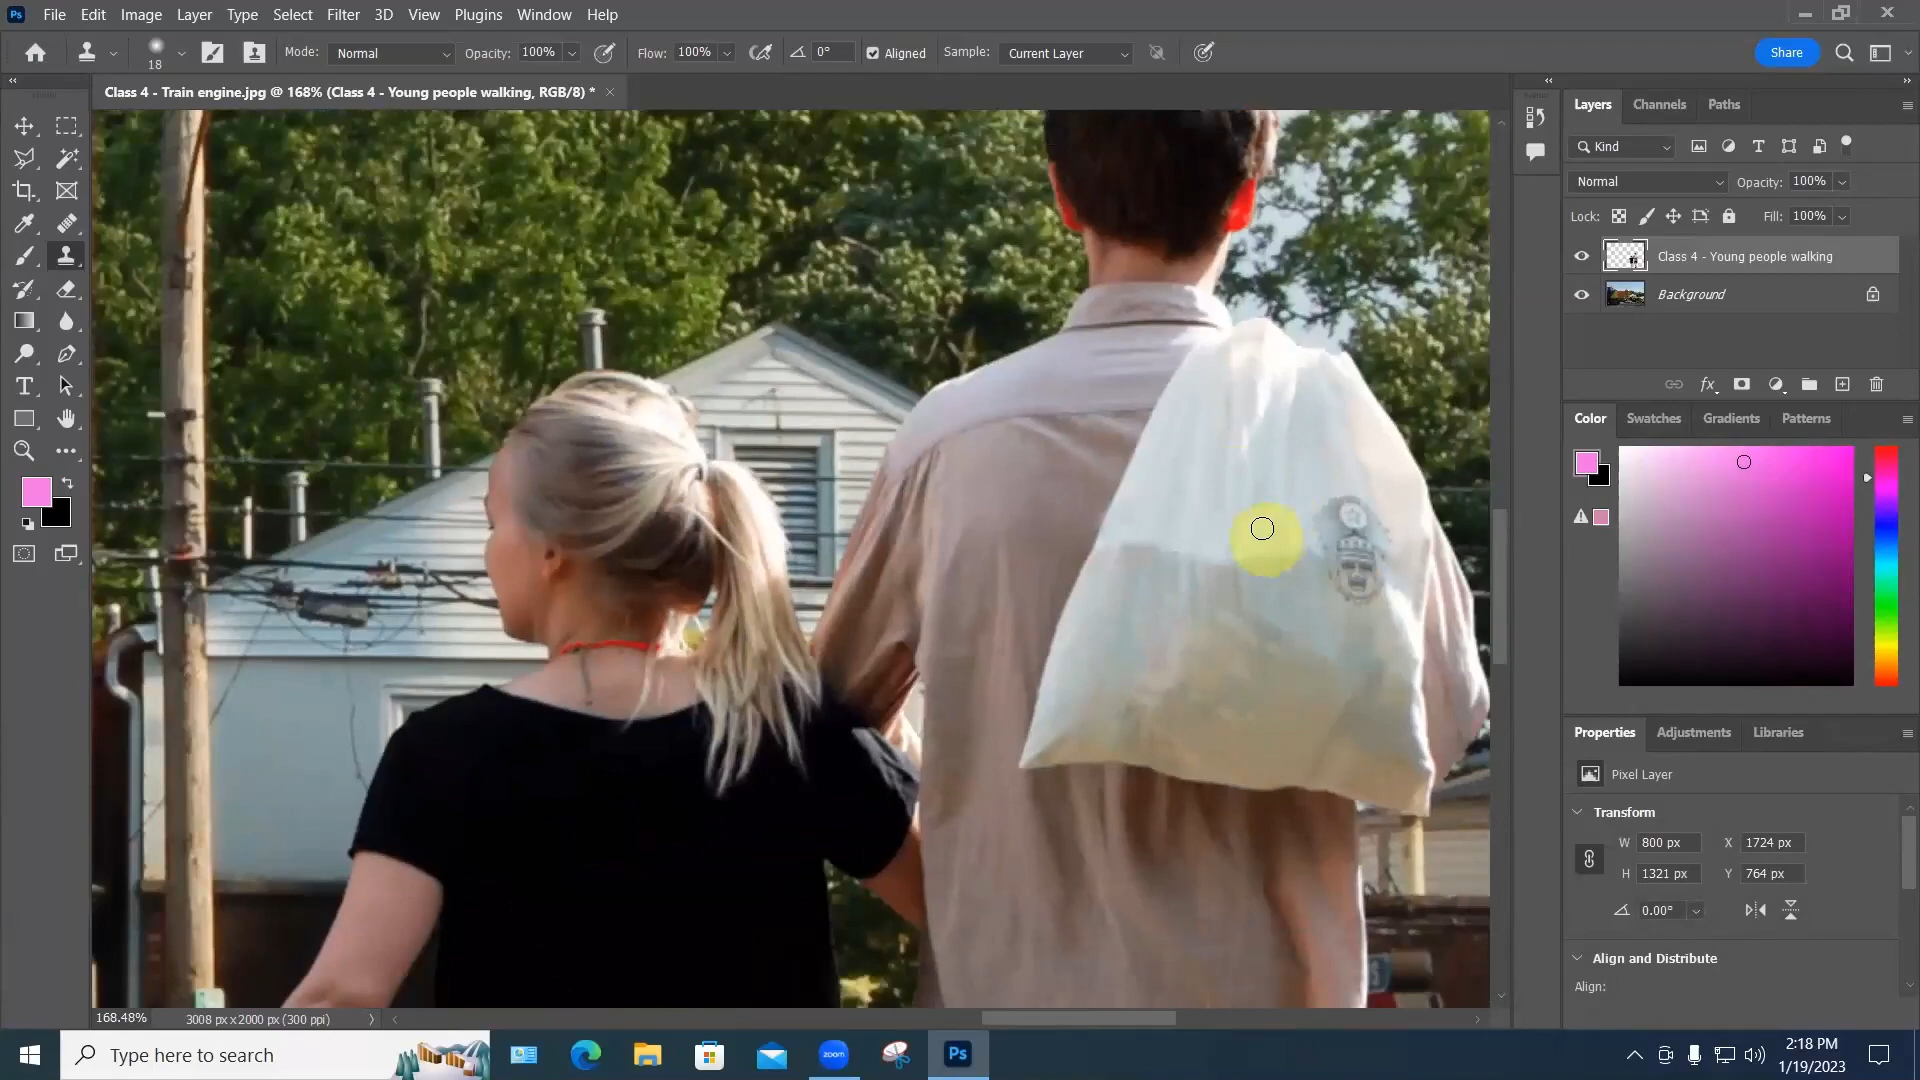 Ps File Edit Image Layer Type Select Filter 3D View Plugins Window Help
18 Mode: Normal Opacity: 100% Flow: 100% 0° Aligned Sample: Current Layer Share
Class 4 - Train engine.jpg @ 168% (Class 4 - Young people walking, RGB/8) * ×
Layers Channels Paths
Kind
Normal Opacity: 100%
Lock: Fill: 100%
Class 4 - Young people walking
Background
fx
Color Swatches Gradients Patterns
Properties Adjustments Libraries
Pixel Layer
Transform
W 800 px X 1724 px
H 1321 px Y 764 px
0.00°
Align and Distribute
Align:
168.48% 3008 px x 2000 px (300 ppi)
Type here to search
zoom
Ps
2:18 PM
1/19/2023